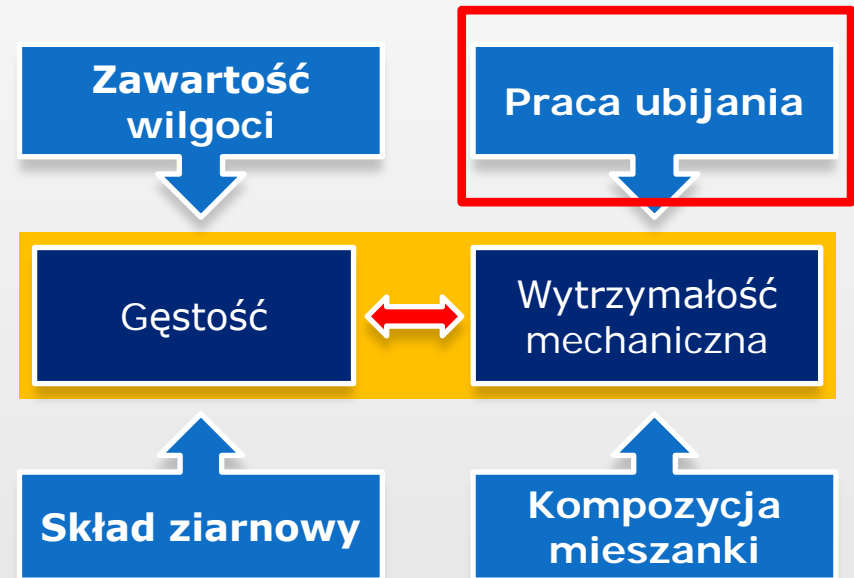 Zawartość
wilgoci
Praca ubijania
Gęstość
Wytrzymałość
mechaniczna
Skład ziarnowy
Kompozycja
mieszanki